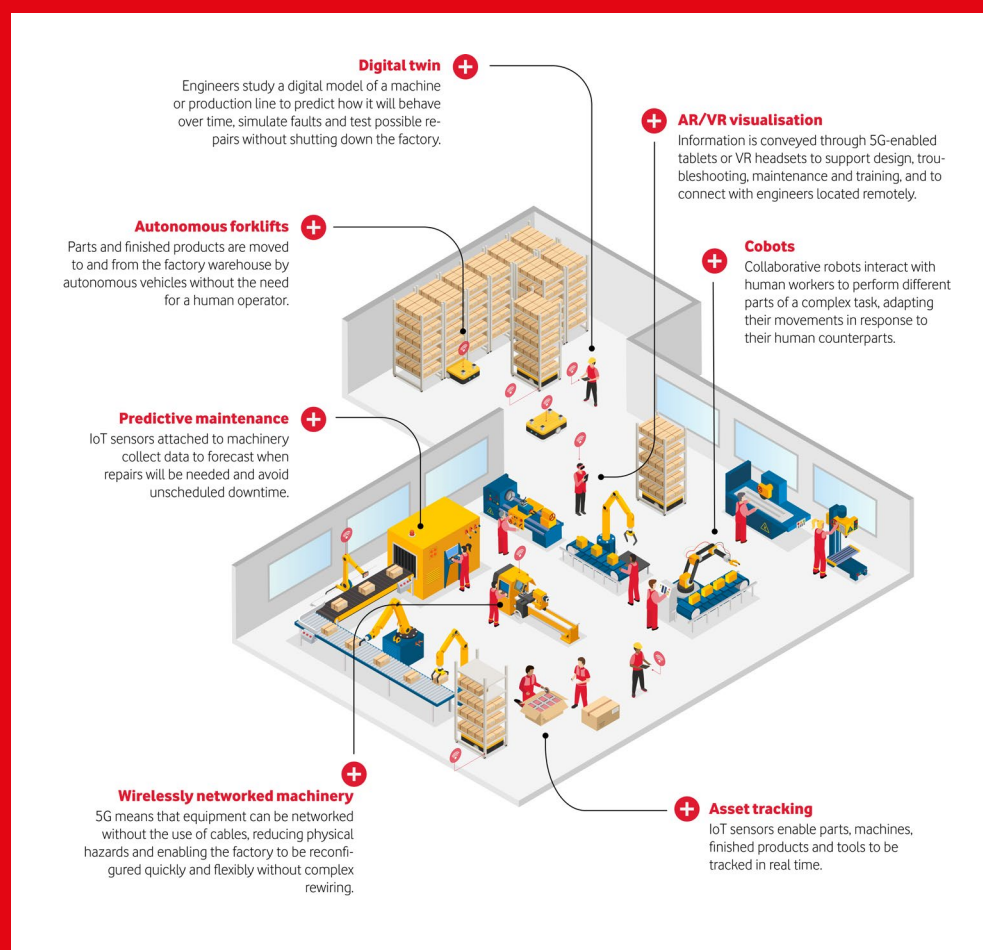 Digital twin
Engineers study a digital model of a machine
or production line to predict how it will behave
over time, simulate faults and test possible re-
pairs without shutting down the factory.
AR/VR visualisation
Information is conveyed through 5G-enabled
tablets or VR headsets to support design, trou-
bleshooting, maintenance and training, and to
connect with engineers located remotely.
Autonomous forklifts
Parts and finished products are moved
to and from the factory warehouse by
autonomous vehicles without the need
for a human operator.
Cobots
Collaborative robots interact with
human workers to perform different
parts of a complex task, adapting
their movements in response to
their human counterparts.
Predictive maintenance
IoT sensors attached to machinery
collect data to forecast when
repairs will be needed and avoid
unscheduled downtime.
Wirelessly networked machinery
5G means that equipment can be networked
without the use of cables, reducing physical
hazards and enabling the factory to be reconfi-
gured quickly and flexibly without complex
rewiring.
Asset tracking
IoT sensors enable parts, machines,
finished products and tools to be
tracked in real time.